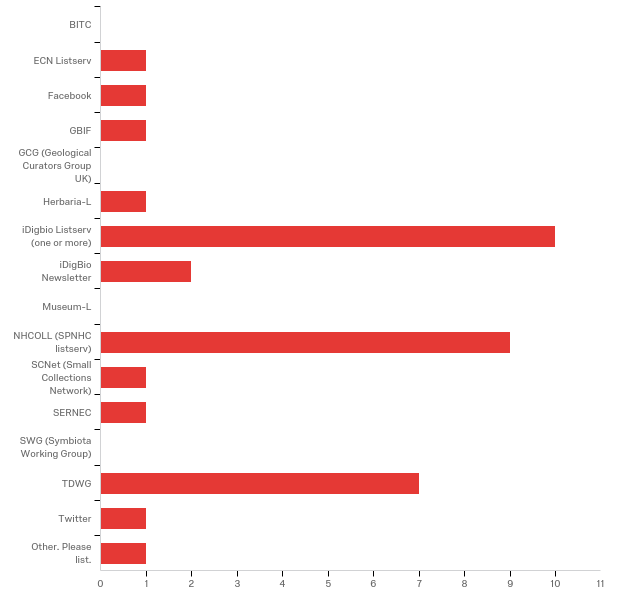 BITC
ECN Listserv
Facebook
GBIF
GCG (Geological
Curators Group
UK)
Herbaria-L
iDigbio Listserv
(one or more)
iDigBio
Newsletter
Museum-L
NHCOLL (SPNHC
listserv)
SCNet (Small
Collections
Network)
SERNEC
SWG (Symbiota
Working Group)
TDWG
Twitter
Other. Please
list.
0 1 2 3 4 5 6 7 8 9 10 11